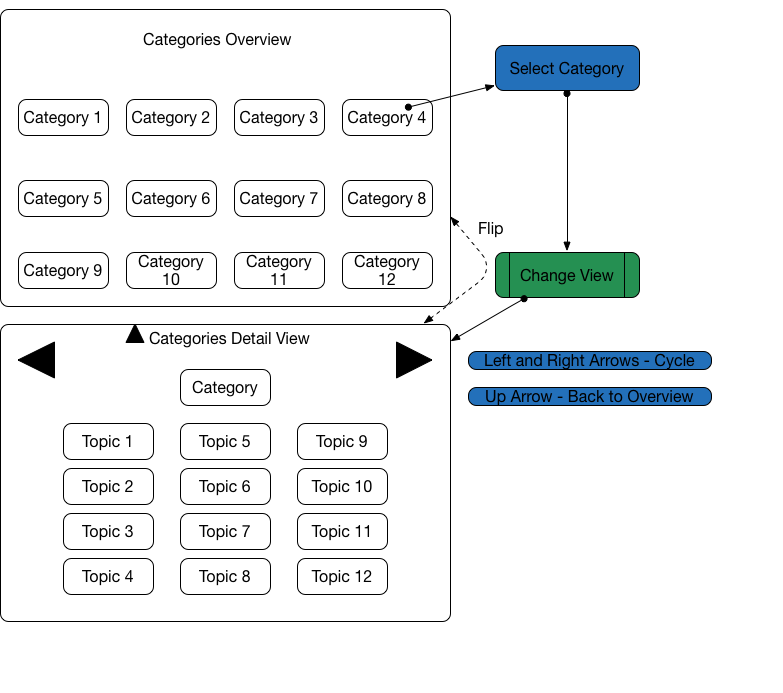 Categories Overview
Select Category
Category 1
Category 2
Category 3
Category 4
Category 5
Category 6
Category 7
Category 8
Flip
Category 9
Category
10
Category
11
Category
12
Change View
Categories Detail View
Left and Right Arrows - Cycle
Category
Up Arrow - Back to Overview
Topic 1
Topic 5
Topic 9
Topic 2
Topic 6
Topic 10
Topic 3
Topic 7
Topic 11
Topic 4
Topic 8
Topic 12